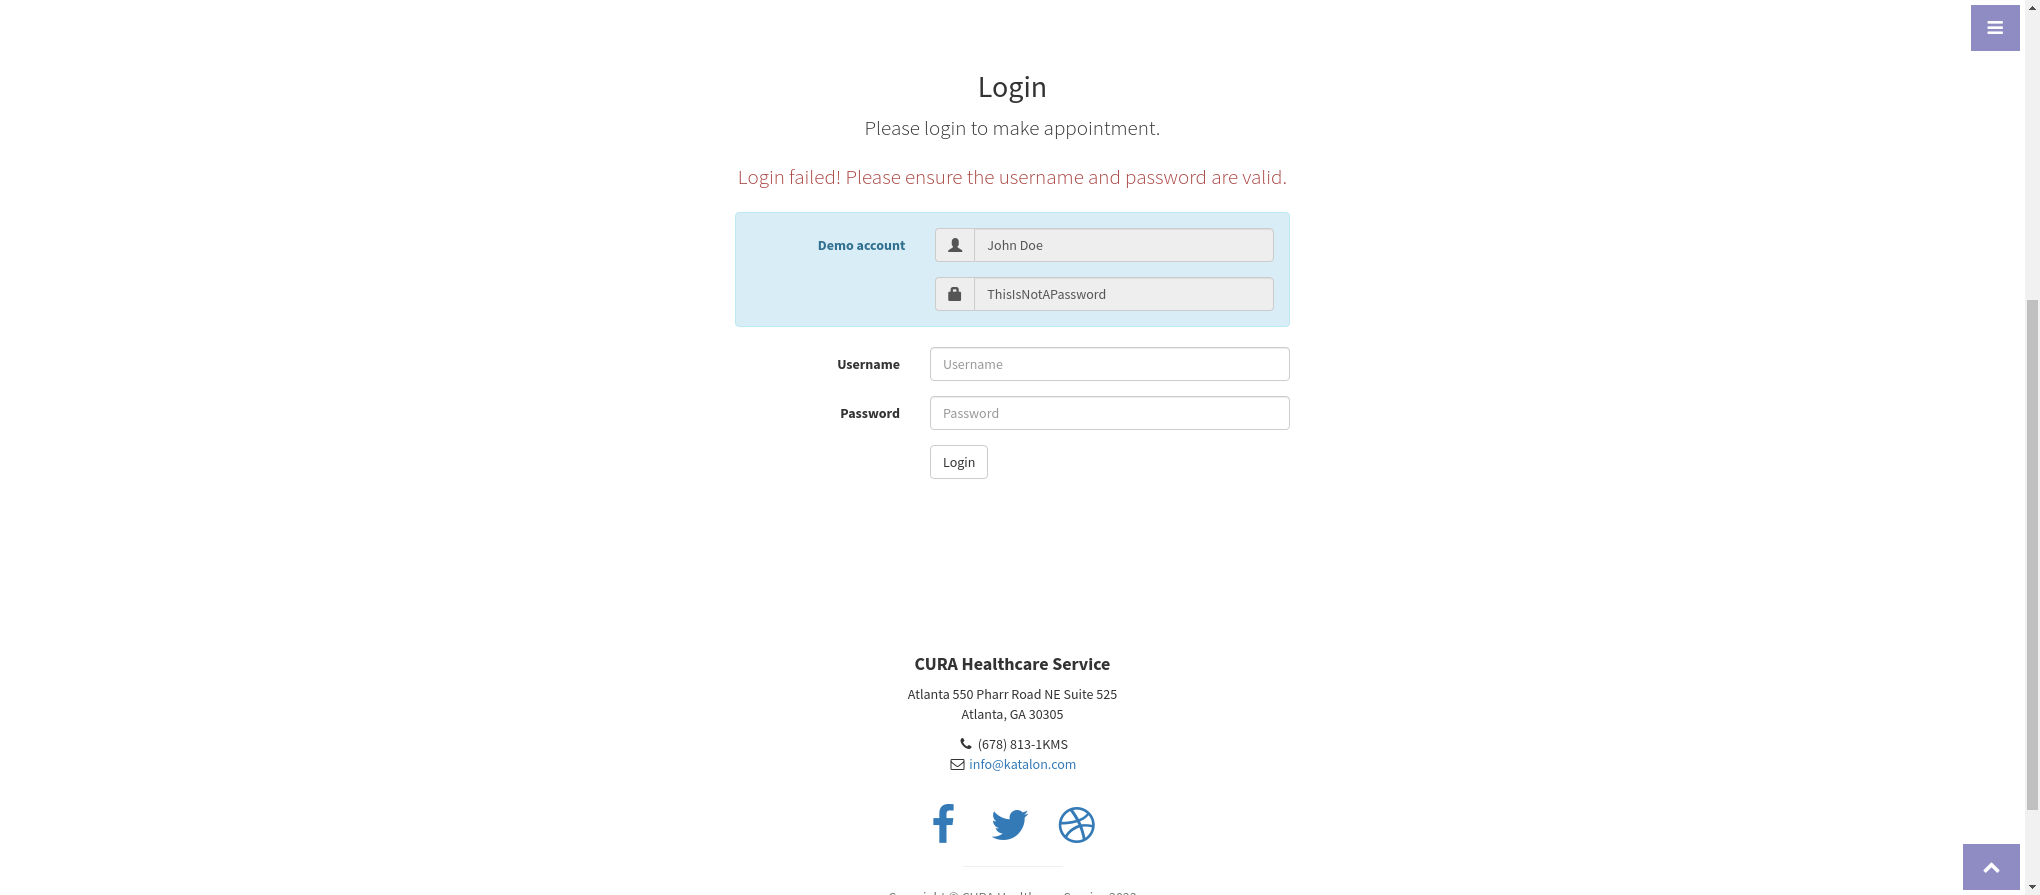 Login
Please login to make appointment.
Login failed! Please ensure the username and password are valid.
Demo account
John Doe
ThisIsNotAPassword
Username
Username
Password
Password
Login
CURA Healthcare Service
Atlanta 550 Pharr Road NE Suite 525
Atlanta, GA 30305
(678) 813-1KMS
info@katalon.com